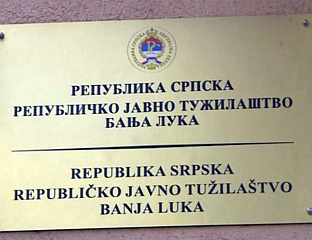 РЕПУБЛИКА СРПСКА
РЕПУБЛИЧКО ЈАВНО ТУЖИЛАШТВО
БАЊА ЛУКА
REPUBLIKA SRPSKA
REPUBLIČKO JAVNO TUŽILAŠTVO
BANJA LUKA